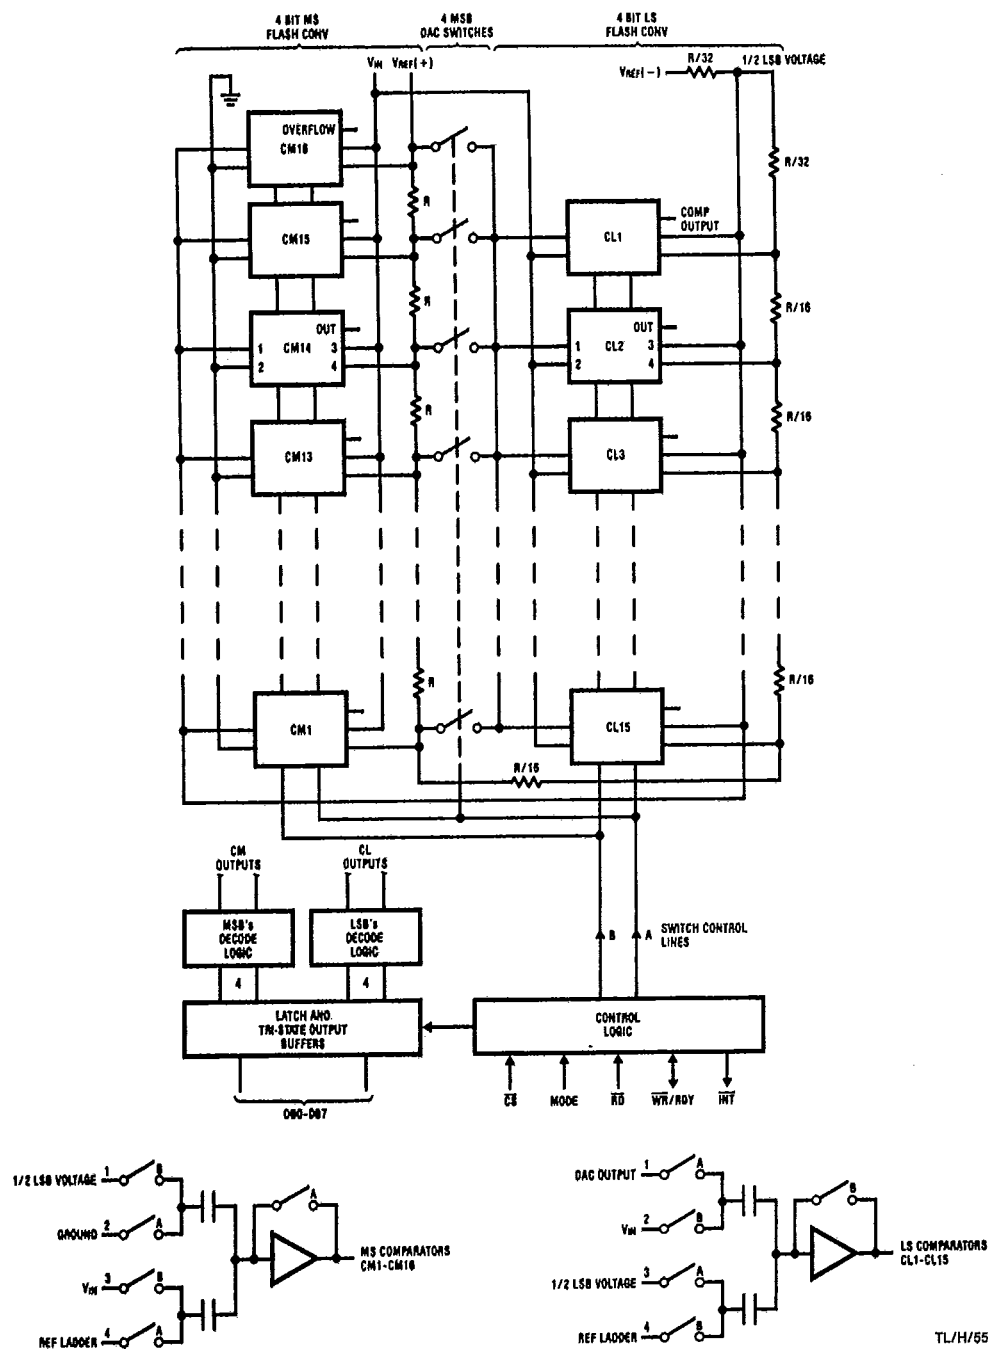 4 BIT MS
FLASH CONV
4 MSB
DAC SWITCHES
4 BIT LS
FLASH CONV
VIN
VREF(+)
VREF(−)
R/32
1/2 LSB VOLTAGE
OVERFLOW
CM16
R/32
R
CM15
CL1
COMP
OUTPUT
R
R/16
OUT
1
CM14
3
2
4
OUT
1
CL2
3
2
4
R
R/16
CM13
CL3
R
R/16
CM1
CL15
R/16
CM
OUTPUTS
CL
OUTPUTS
MSB's
DECODE
LOGIC
LSB's
DECODE
LOGIC
B
A
SWITCH CONTROL
LINES
4
4
LATCH AND
TRI-STATE OUTPUT
BUFFERS
CONTROL
LOGIC
CS
MODE
RD
WR/RDY
INT
DB0-DB7
1/2 LSB VOLTAGE
1
B
A
GROUND
2
A
MS COMPARATORS
CM1-CM16
VIN
3
B
REF LADDER
4
A
DAC OUTPUT
1
A
B
VIN
2
B
LS COMPARATORS
CL1-CL15
1/2 LSB VOLTAGE
3
A
REF LADDER
4
B
TL/H/55